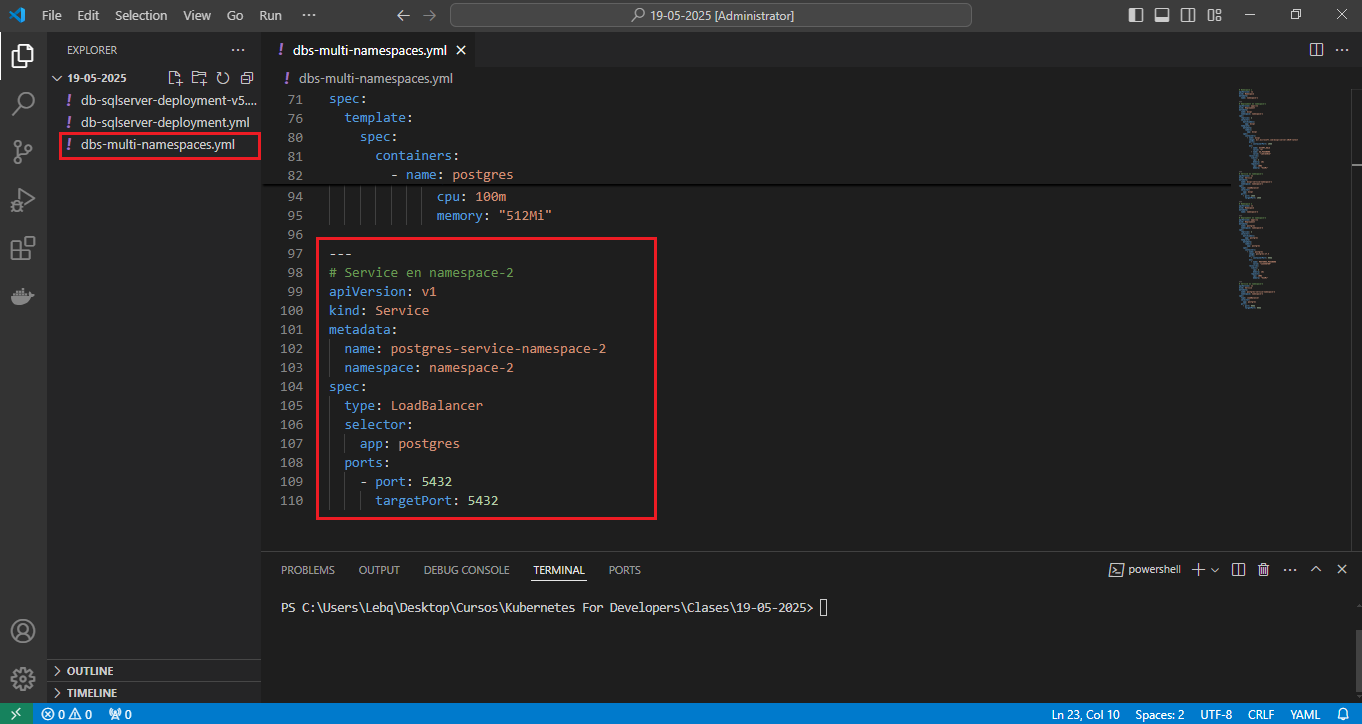 File Edit Selection View Go Run ···
19-05-2025 [Administrator]
EXPLORER
19-05-2025
! db-sqlserver-deployment-v5....
! db-sqlserver-deployment.yml
! dbs-multi-namespaces.yml
! dbs-multi-namespaces.yml
! dbs-multi-namespaces.yml
71 spec:
76 template:
80 spec:
81 containers:
82 - name: postgres
94 cpu: 100m
95 memory: "512Mi"
96
97 ---
98 # Service en namespace-2
99 apiVersion: v1
100 kind: Service
101 metadata:
102 name: postgres-service-namespace-2
103 namespace: namespace-2
104 spec:
105 type: LoadBalancer
106 selector:
107 app: postgres
108 ports:
109 - port: 5432
110 targetPort: 5432
PROBLEMS OUTPUT DEBUG CONSOLE TERMINAL PORTS
powershell
PS C:\Users\Lebq\Desktop\Cursos\Kubernetes For Developers\Clases\19-05-2025>
OUTLINE
TIMELINE
0 0 0
Ln 23, Col 10 Spaces: 2 UTF-8 CRLF YAML